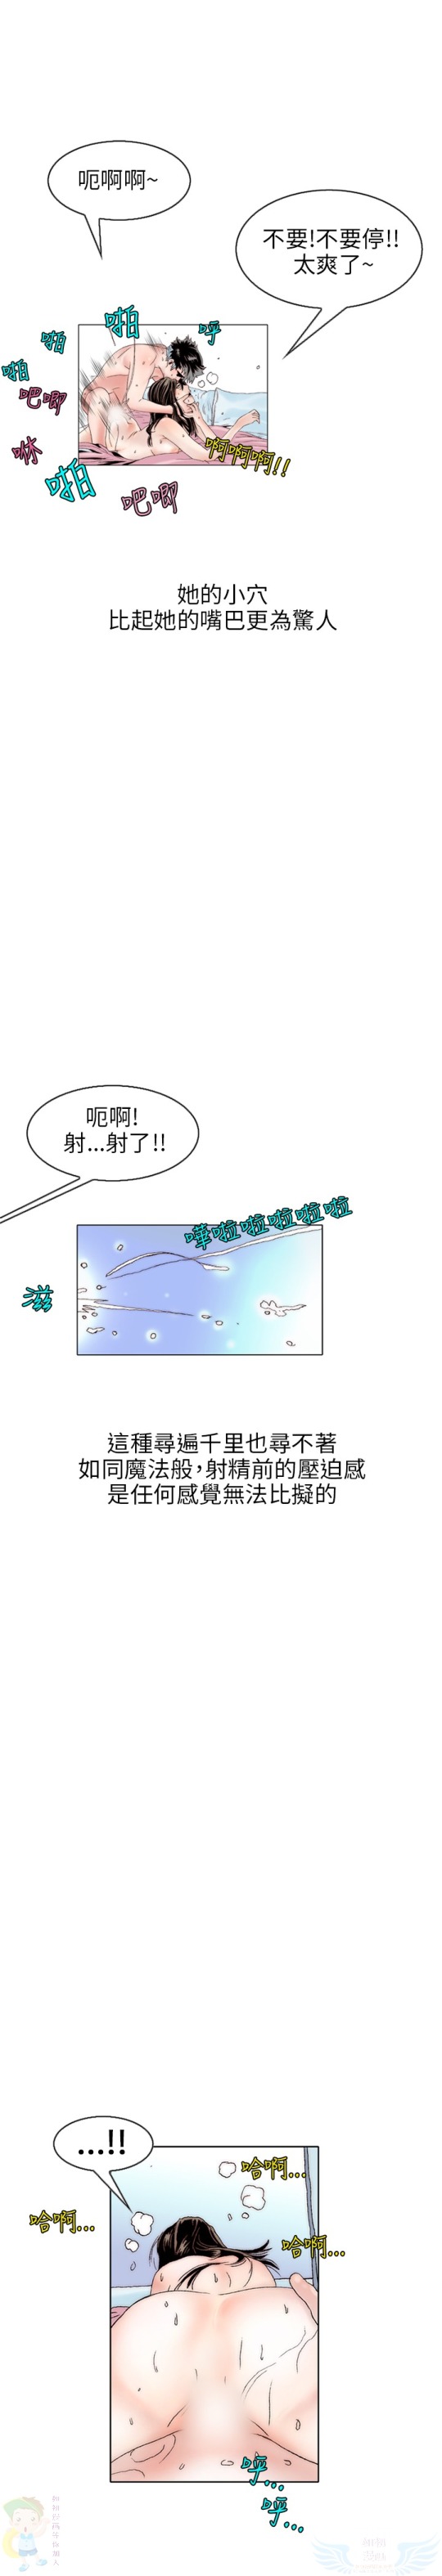 呃啊啊~
不要!不要停!!
太爽了~
啪
呼
啪
啪
吧唧
咻
啪
啊啊啊!!
吧唧
她的小穴
比起她的嘴巴更為驚人
呃啊!
射...射了!!
嘩啦啦啦啦啦
滋
這種尋遍千里也尋不著
如同魔法般,射精前的壓迫感
是任何感覺無法比擬的
...!!
哈啊...
哈啊...
哈啊...
呼...
呼...